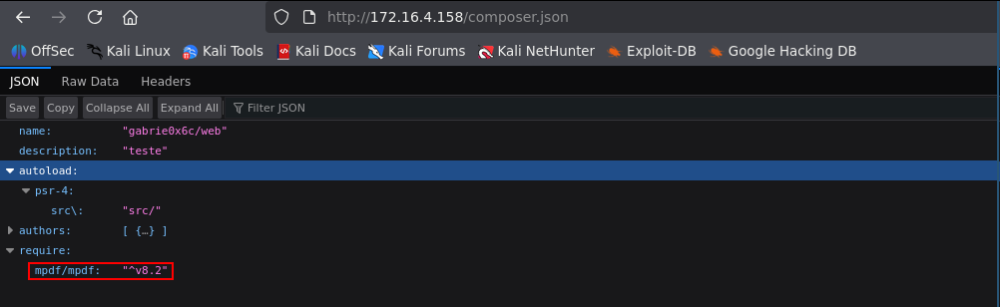 http://172.16.4.158/composer.json
OffSec Kali Linux Kali Tools Kali Docs Kali Forums Kali NetHunter Exploit-DB Google Hacking DB
JSON Raw Data Headers
Save Copy Collapse All Expand All Filter JSON
name: "gabrie0x6c/web"
description: "teste"
autoload:
psr-4:
src\: "src/"
authors: [ {…} ]
require:
mpdf/mpdf: "^v8.2"